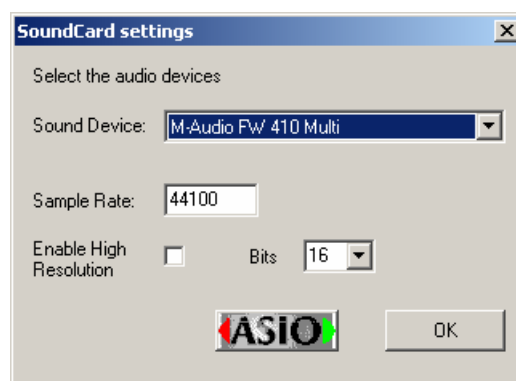 SoundCard settings
Select the audio devices
Sound Device: M-Audio FW 410 Multi
Sample Rate: 44100
Enable High Resolution
Bits 16
ASIO
OK